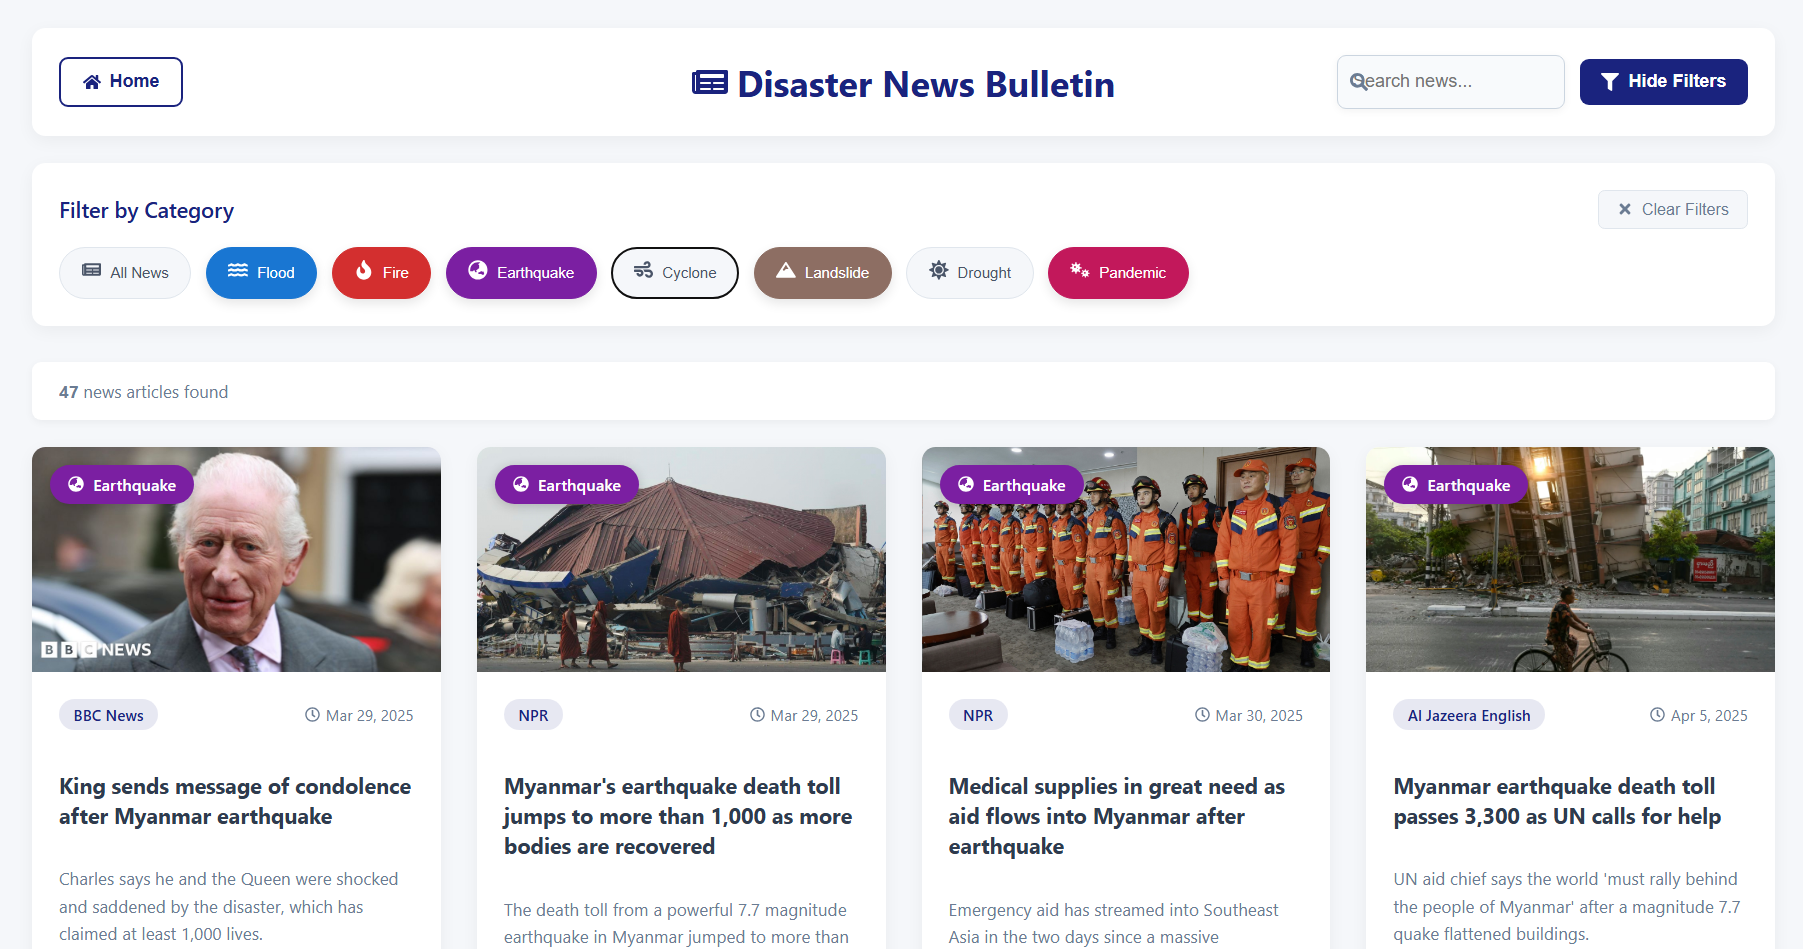 Home
Disaster News Bulletin
Search news...
Hide Filters
Filter by Category
Clear Filters
All News
Flood
Fire
Earthquake
Cyclone
Landslide
Drought
Pandemic
47 news articles found
Earthquake
BBC NEWS
BBC News
Mar 29, 2025
King sends message of condolence
after Myanmar earthquake
Charles says he and the Queen were shocked
and saddened by the disaster, which has
claimed at least 1,000 lives.
Earthquake
NPR
Mar 29, 2025
Myanmar's earthquake death toll
jumps to more than 1,000 as more
bodies are recovered
The death toll from a powerful 7.7 magnitude
earthquake in Myanmar jumped to more than
Earthquake
NPR
Mar 30, 2025
Medical supplies in great need as
aid flows into Myanmar after
earthquake
Emergency aid has streamed into Southeast
Asia in the two days since a massive
Earthquake
Al Jazeera English
Apr 5, 2025
Myanmar earthquake death toll
passes 3,300 as UN calls for help
UN aid chief says the world 'must rally behind
the people of Myanmar' after a magnitude 7.7
quake flattened buildings.